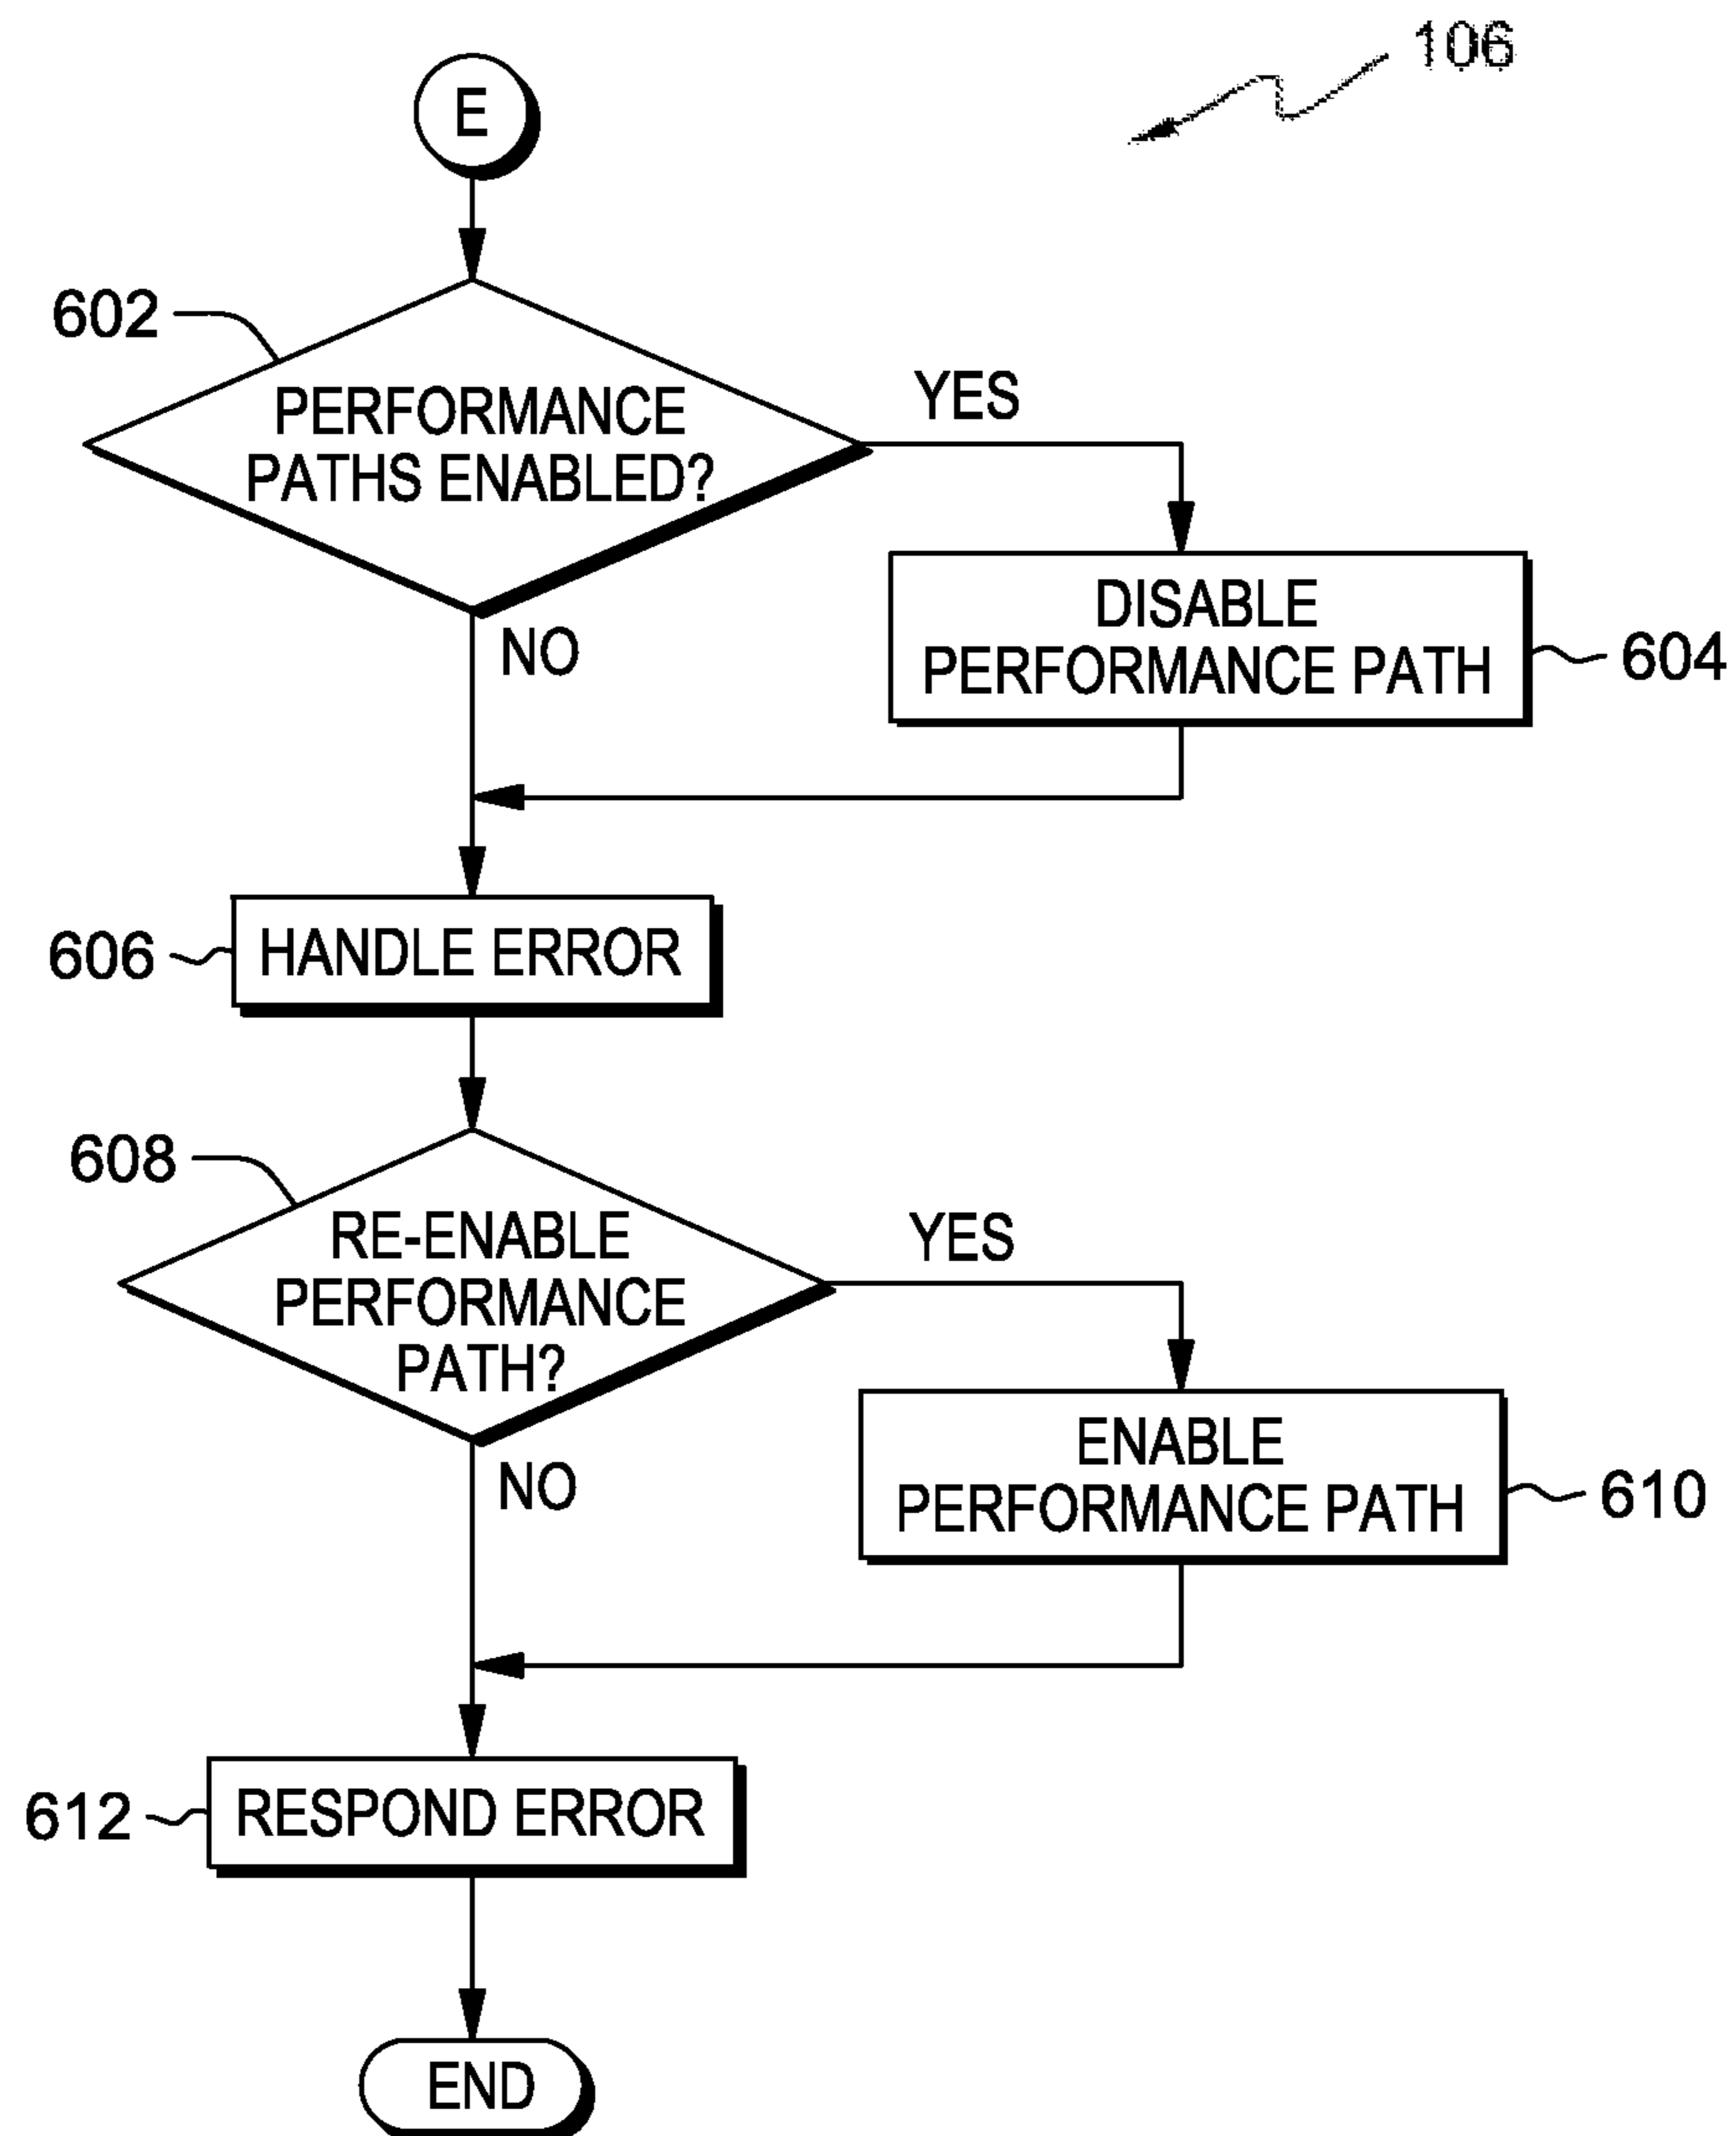 106
E
602
PERFORMANCE
PATHS ENABLED?
YES
DISABLE
PERFORMANCE PATH
604
NO
606
HANDLE ERROR
608
RE-ENABLE
PERFORMANCE
PATH?
YES
ENABLE
PERFORMANCE PATH
610
NO
612
RESPOND ERROR
END